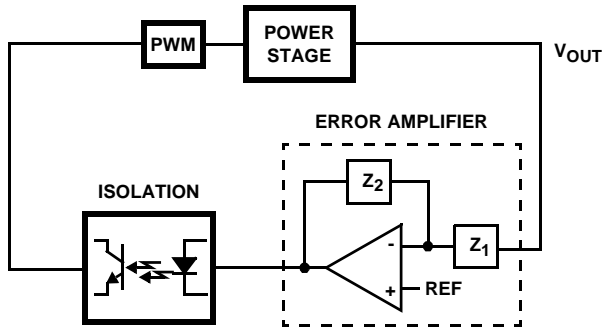 PWM
POWER
STAGE
VOUT
ERROR AMPLIFIER
ISOLATION
Z2
-
Z1
+
REF